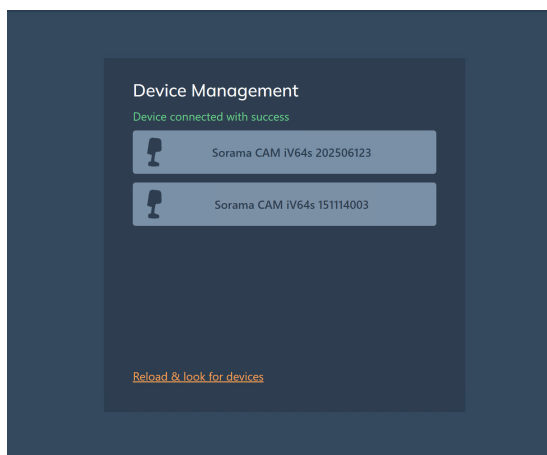 Device Management
Device connected with success
Sorama CAM iV64s 202506123
Sorama CAM iV64s 151114003
Reload & look for devices